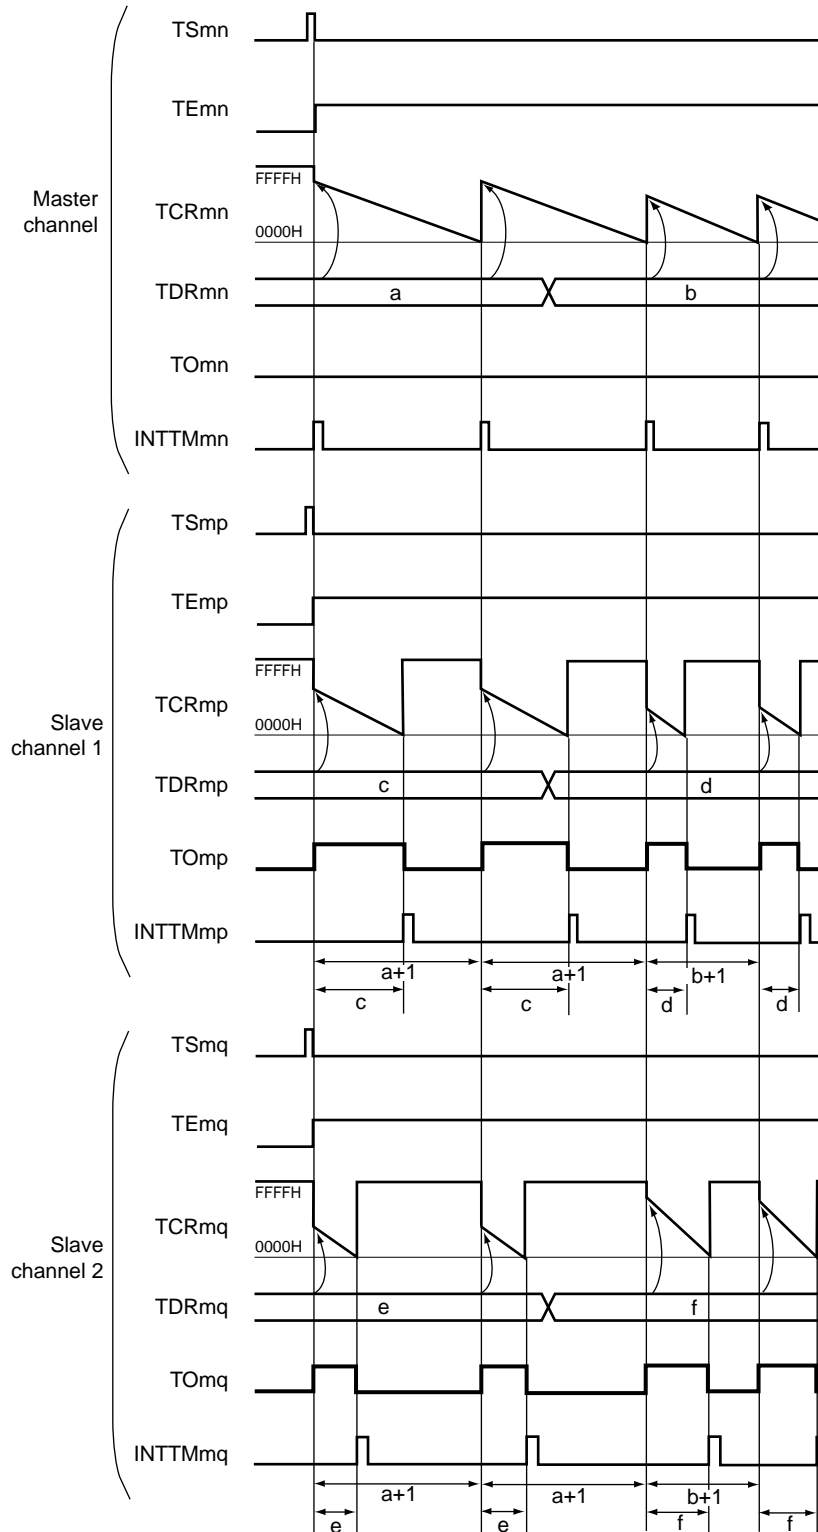 TSmn
TEmn
FFFFH
Master
channel
TCRmn
0000H
TDRmn
a
b
TOmn
INTTMmn
TSmp
TEmp
FFFFH
TCRmp
Slave
channel 1
0000H
TDRmp
c
d
TOmp
INTTMmp
a+1
a+1
b+1
c
c
d
d
TSmq
TEmq
FFFFH
TCRmq
Slave
channel 2
0000H
TDRmq
e
f
TOmq
INTTMmq
a+1
a+1
b+1
e
e
f
f